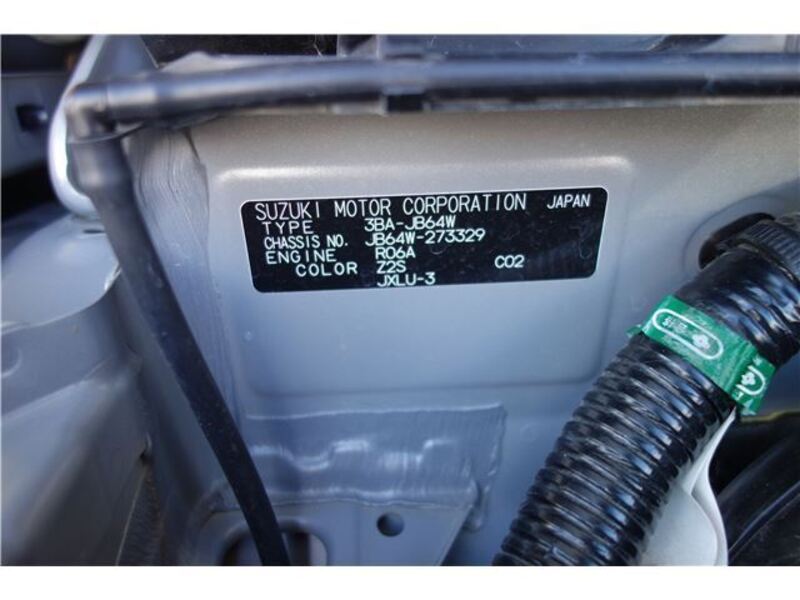 SUZUKI MOTOR CORPORATION JAPAN
TYPE 3BA-JB64W
CHASSIS NO. JB64W-273329
ENGINE R06A
COLOR Z2S C02
JXLU-3